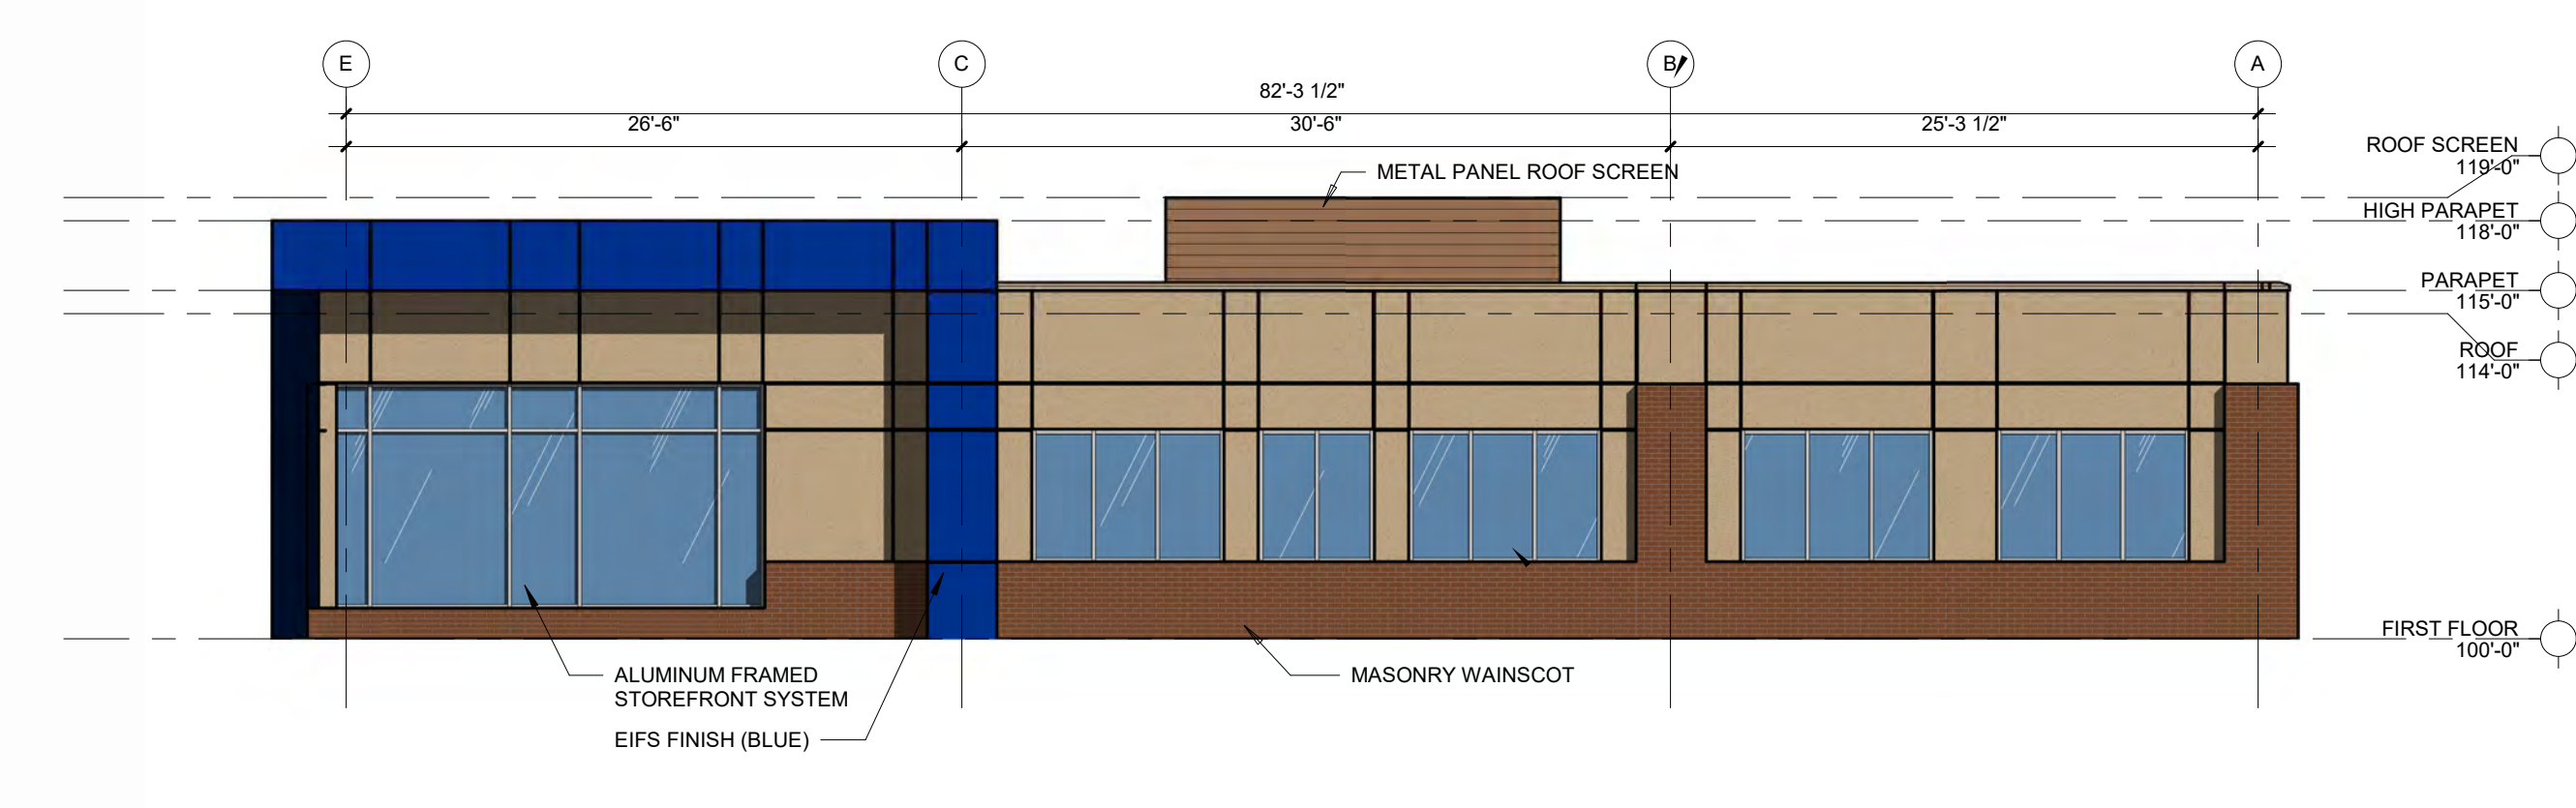 E
C
B
A
82'-3 1/2"
26'-6"
30'-6"
25'-3 1/2"
METAL PANEL ROOF SCREEN
ROOF SCREEN
119'-0"
HIGH PARAPET
118'-0"
PARAPET
115'-0"
ROOF
114'-0"
FIRST FLOOR
100'-0"
ALUMINUM FRAMED
STOREFRONT SYSTEM
MASONRY WAINSCOT
EIFS FINISH (BLUE)